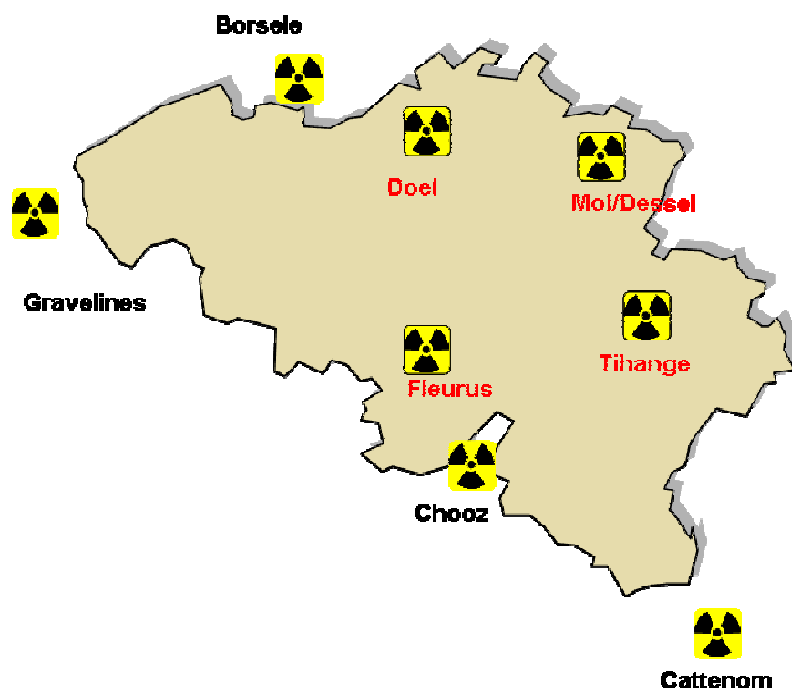 Borsele
Doel
Mol/Dessel
Gravelines
Tihange
Fleurus
Chooz
Cattenom